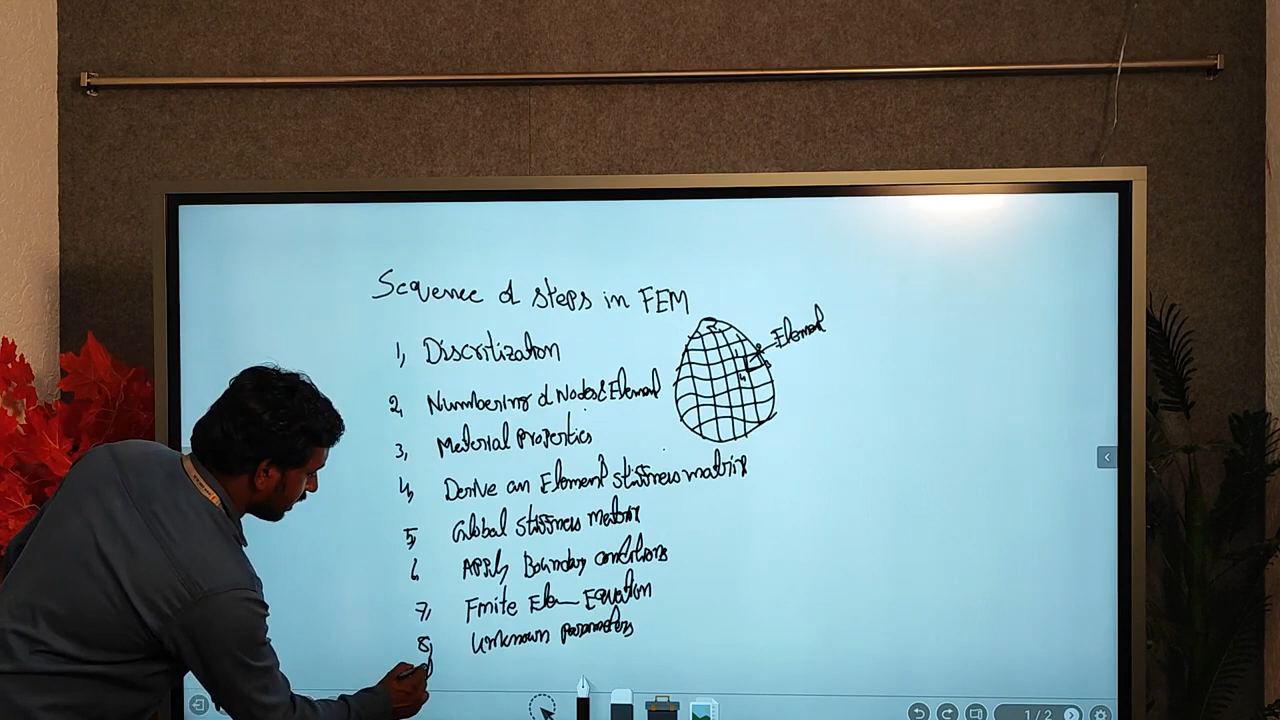 Sequence of steps in FEM
1, Discritization
Element
2, Numbering of Nodes & Element
3, Material Properties
4, Derive an Element stiffness matrix
5, Global stiffness matrix
6 Apply Boundary conditions
7, Finite Elem Equation
8, Unknown parameters
1/2